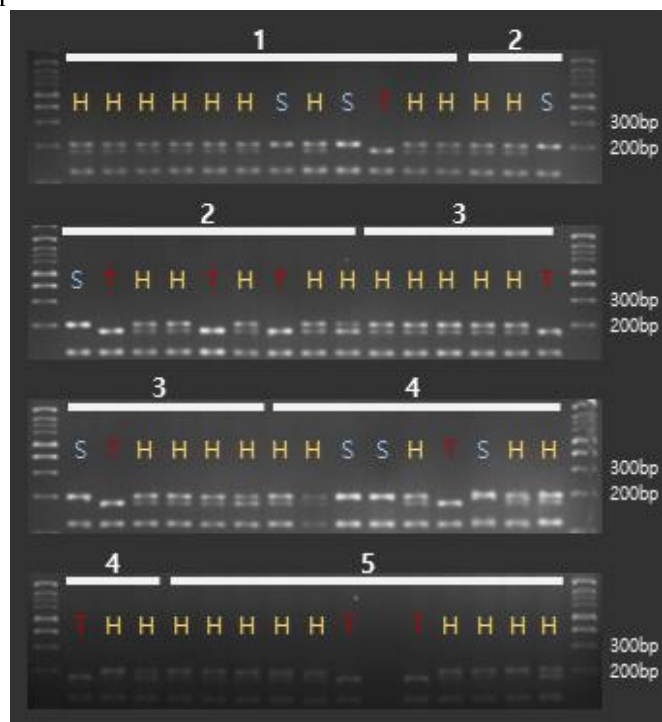 1 2
H H H H H H S H S T H H H H S
300bp
200bp
2 3
S T H H T H T H H H H H H H T
300bp
200bp
3 4
S T H H H H H H S S H T S H H
300bp
200bp
4 5
T H H H H H H H T T H H H H
300bp
200bp